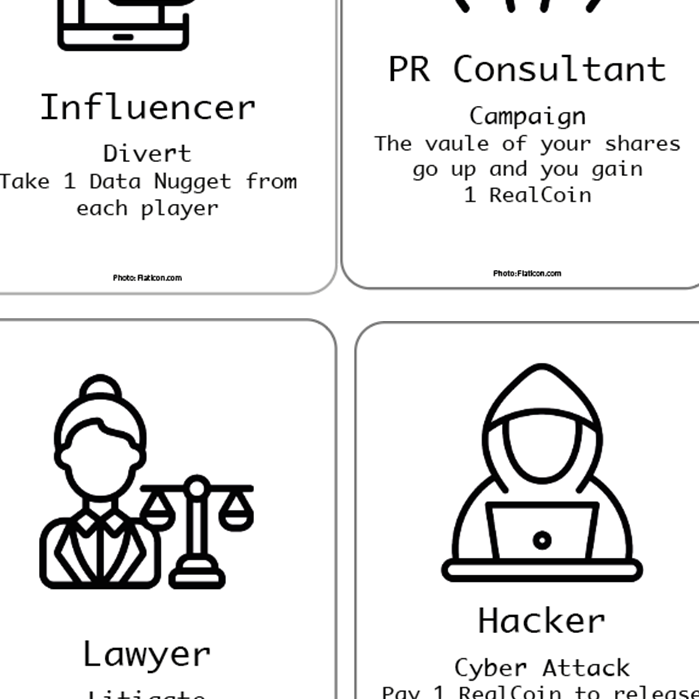 Influencer
Divert
Take 1 Data Nugget from
each player
Photo: FlatIcon.com
PR Consultant
Campaign
The vaule of your shares
go up and you gain
1 RealCoin
Photo:FlatIcon.com
Lawyer
Litigate
Hacker
Cyber Attack
Pay 1 RealCoin to release